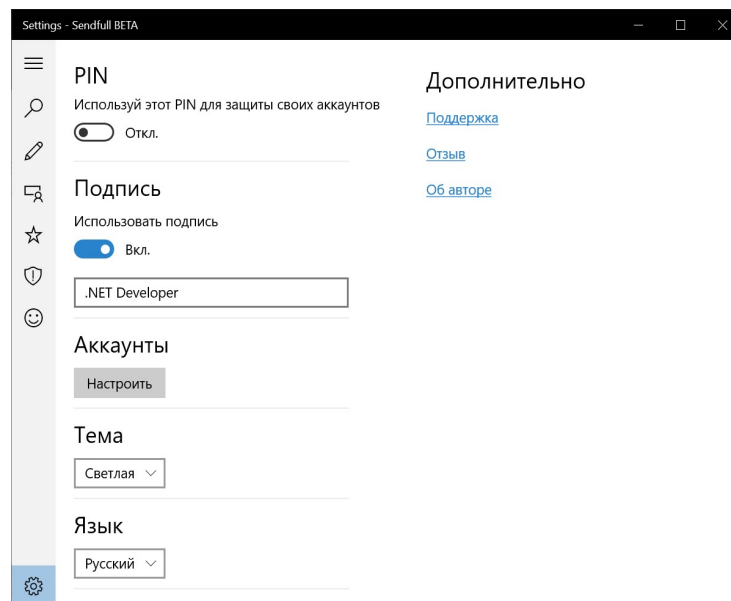 Settings - Sendfull BETA
PIN
Используй этот PIN для защиты своих аккаунтов
Откл.
Подпись
Использовать подпись
Вкл.
.NET Developer
Аккаунты
Настроить
Тема
Светлая
Язык
Русский
Дополнительно
Поддержка
Отзыв
Об авторе